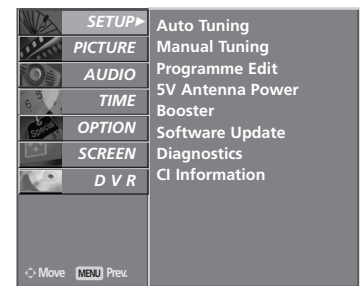 SETUP
PICTURE
AUDIO
TIME
OPTION
SCREEN
D V R
Auto Tuning
Manual Tuning
Programme Edit
5V Antenna Power
Booster
Software Update
Diagnostics
CI Information
Move MENU Prev.